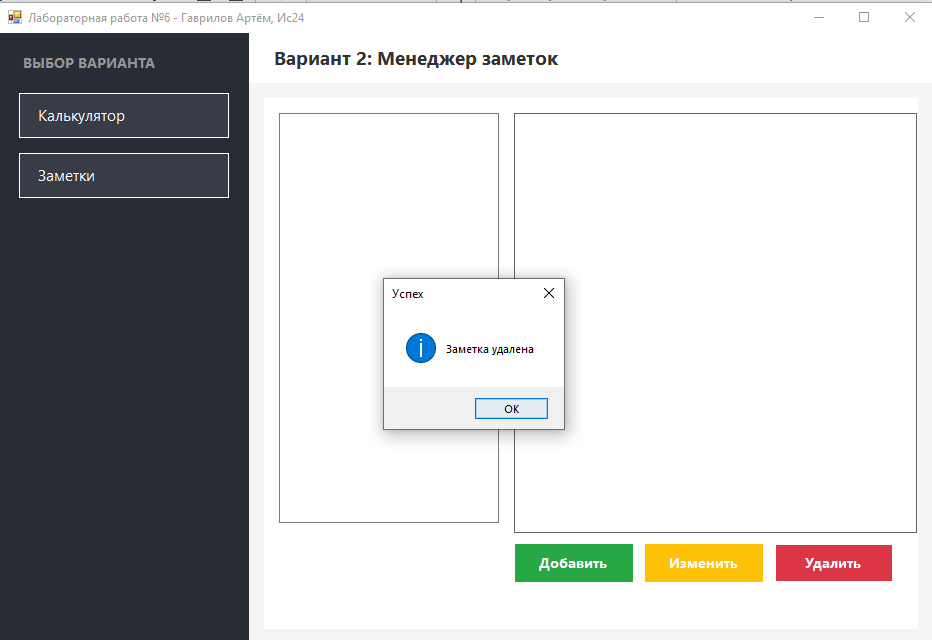 Лабораторная работа №6 - Гаврилов Артём, Ис24
ВЫБОР ВАРИАНТА
Калькулятор
Заметки
Вариант 2: Менеджер заметок
Успех
Заметка удалена
ОК
Добавить
Изменить
Удалить